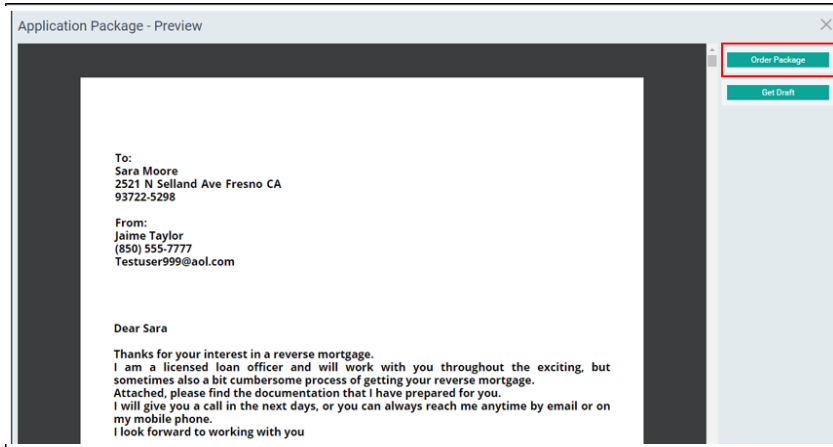 Application Package - Preview
Order Package
Get Draft
To:
Sara Moore
2521 N Selland Ave Fresno CA
93722-5298
From:
Jaime Taylor
(850) 555-7777
Testuser999@aol.com
Dear Sara
Thanks for your interest in a reverse mortgage.
I am a licensed loan officer and will work with you throughout the exciting, but
sometimes also a bit cumbersome process of getting your reverse mortgage.
Attached, please find the documentation that I have prepared for you.
I will give you a call in the next days, or you can always reach me anytime by email or on
my mobile phone.
I look forward to working with you